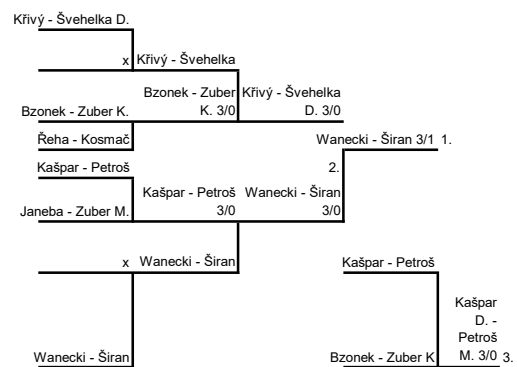 Křivý - Švehelka D.
x Křivý - Švehelka
Bzonek - Zuber Křivý - Švehelka
Bzonek - Zuber K. K. 3/0 D. 3/0
Řeha - Kosmač Wanecki - Širan 3/1 1.
Kašpar - Petroš 2.
Kašpar - Petroš Wanecki - Širan
Janeba - Zuber M. 3/0 3/0
x Wanecki - Širan Kašpar - Petroš
Kašpar
D. -
Petroš
Wanecki - Širan Bzonek - Zuber K M. 3/0 3.